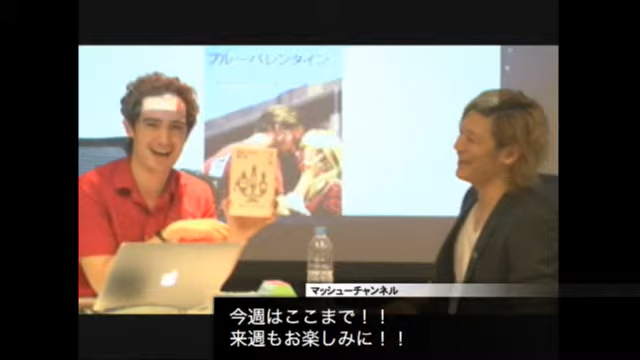 ブルーバレンタイン
マッシューチャンネル
今週はここまで！！
来週もお楽しみに！！